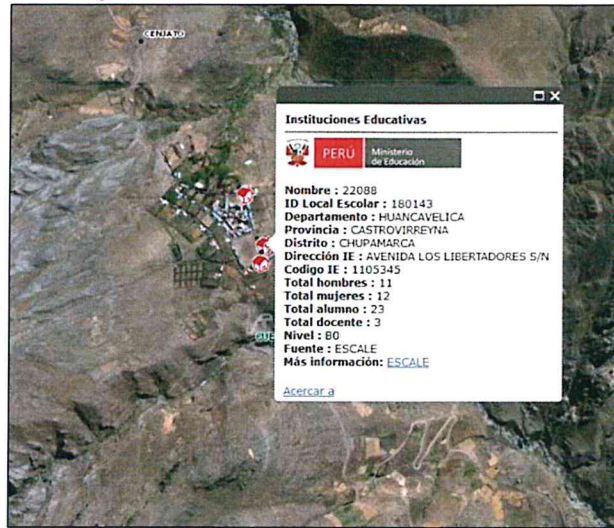 CENJAYO
Instituciones Educativas
PERÚ
Ministerio
de Educación
Nombre : 22088
ID Local Escolar : 180143
Departamento : HUANCAVELICA
Provincia : CASTROVIRREYNA
Distrito : CHUPAMARCA
Dirección IE : AVENIDA LOS LIBERTADORES S/N
Codigo IE : 1105345
Total hombres : 11
Total mujeres : 12
Total alumno : 23
Total docente : 3
Nivel : B0
Fuente : ESCALE
Más información: ESCALE
Acercar a